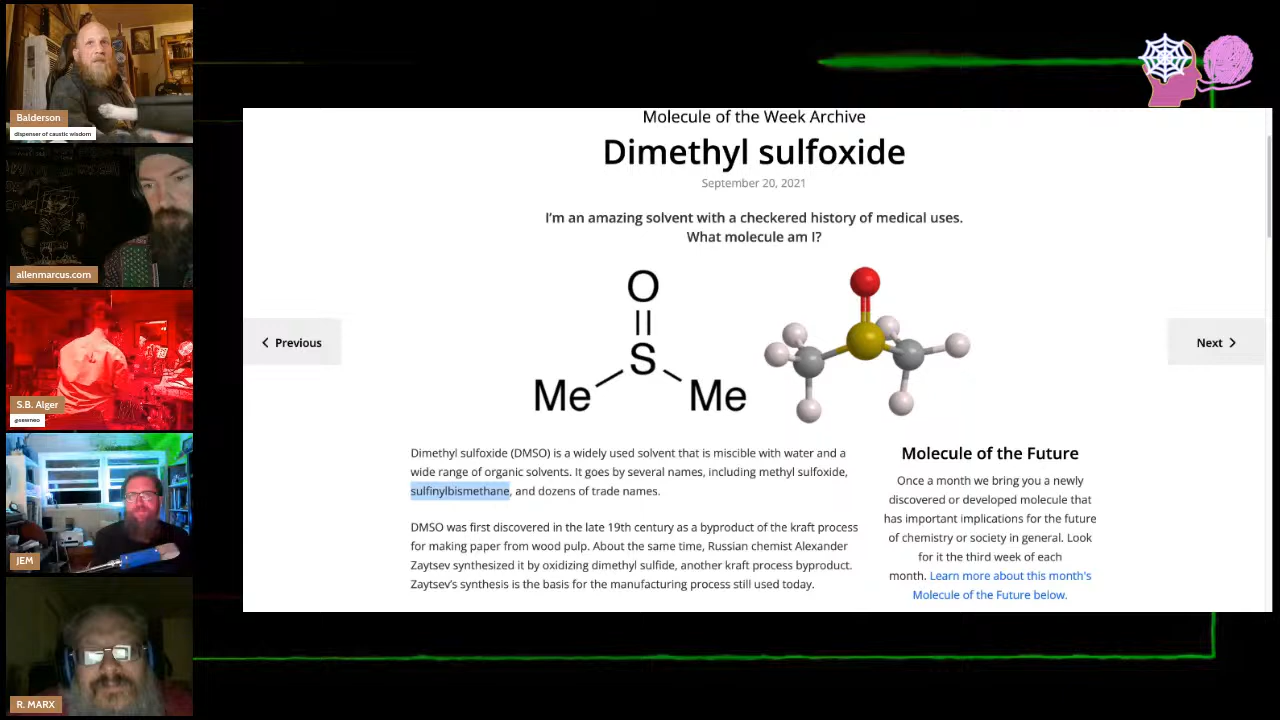 Balderson
dispenser of caustic wisdom
allenmarcus.com
S.B. Alger
JEM
R. MARX
Molecule of the Week Archive
Dimethyl sulfoxide
September 20, 2021
I'm an amazing solvent with a checkered history of medical uses.
What molecule am I?
O
S
Me
Me
Previous
Next
Dimethyl sulfoxide (DMSO) is a widely used solvent that is miscible with water and a
wide range of organic solvents. It goes by several names, including methyl sulfoxide,
sulfinylbismethane, and dozens of trade names.
DMSO was first discovered in the late 19th century as a byproduct of the kraft process
for making paper from wood pulp. About the same time, Russian chemist Alexander
Zaytsev synthesized it by oxidizing dimethyl sulfide, another kraft process byproduct.
Zaytsev's synthesis is the basis for the manufacturing process still used today.
Molecule of the Future
Once a month we bring you a newly
discovered or developed molecule that
has important implications for the future
of chemistry or society in general. Look
for it the third week of each
month. Learn more about this month's
Molecule of the Future below.